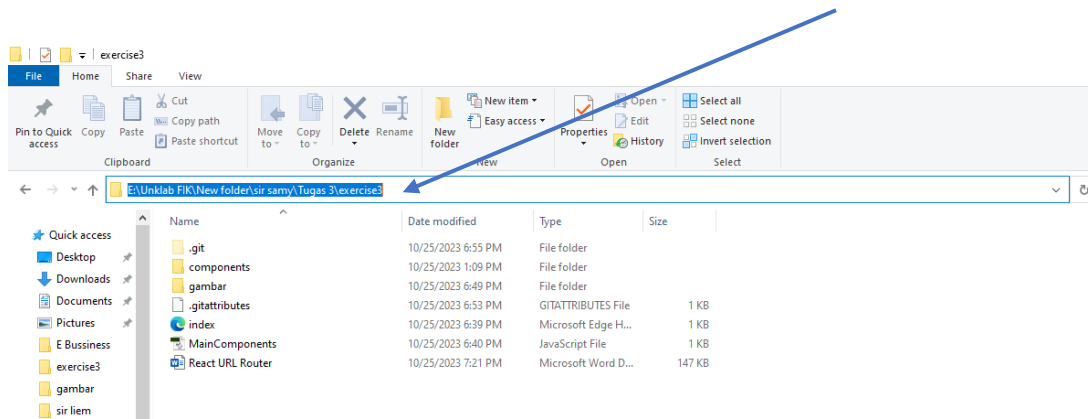 exercise3
File Home Share View
Pin to Quick access
Copy
Paste
Cut
Copy path
Paste shortcut
Clipboard
Move to
Copy to
Delete
Rename
Organize
New folder
New item
Easy access
New
Properties
Open
Edit
History
Open
Select all
Select none
Invert selection
Select
E:\Unklab FIK\New folder\sir samy\Tugas 3\exercise3
Quick access
Desktop
Downloads
Documents
Pictures
E Bussiness
exercise3
gambar
sir liem
Name Date modified Type Size
.git 10/25/2023 6:55 PM File folder
components 10/25/2023 1:09 PM File folder
gambar 10/25/2023 6:49 PM File folder
.gitattributes 10/25/2023 6:53 PM GITATTRIBUTES File 1 KB
index 10/25/2023 6:39 PM Microsoft Edge H... 1 KB
MainComponents 10/25/2023 6:40 PM JavaScript File 1 KB
React URL Router 10/25/2023 7:21 PM Microsoft Word D... 147 KB